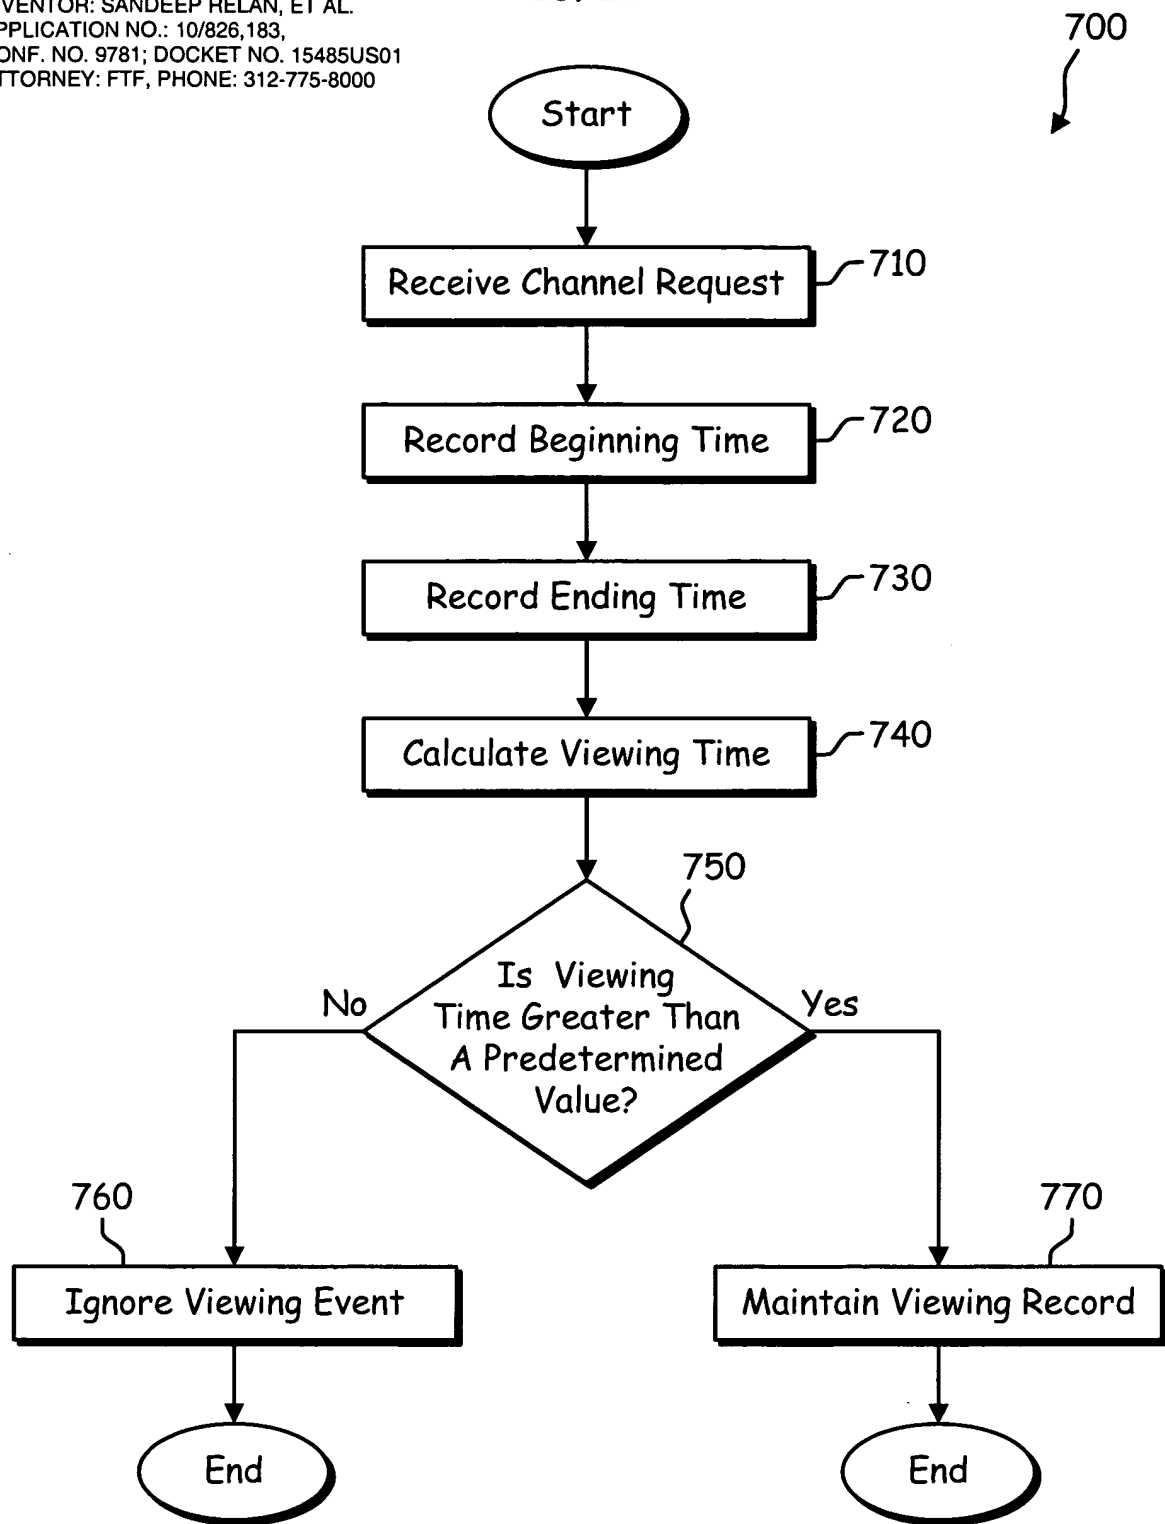 VENTOR: SANDEEP RELAN, ET AL.
PPLICATION NO.: 10/826,183,
ONF. NO. 9781; DOCKET NO. 15485US01
TTORNEY: FTF, PHONE: 312-775-8000
700
Start
Receive Channel Request
710
Record Beginning Time
720
Record Ending Time
730
Calculate Viewing Time
740
750
Is Viewing
Time Greater Than
A Predetermined
Value?
No
Yes
760
770
Ignore Viewing Event
Maintain Viewing Record
End
End